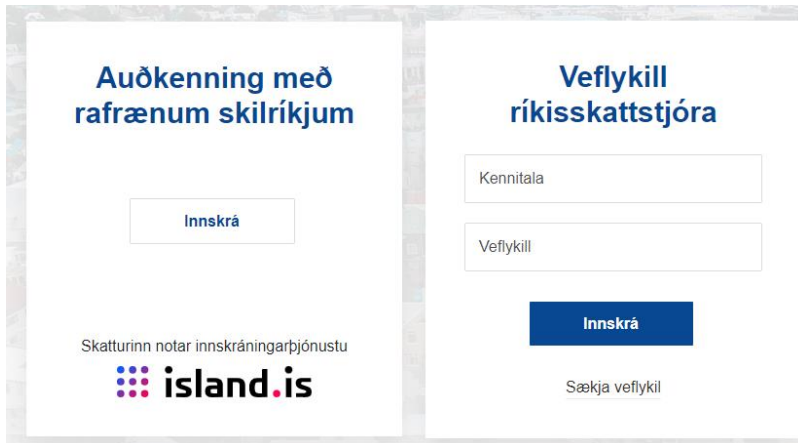 Auðkenning með
rafrænum skilríkjum
Innskrá
Skatturinn notar innskráningarþjónustu
island.is
Veflykill
ríkisskattstjóra
Kennitala
Veflykill
Innskrá
Sækja veflykil